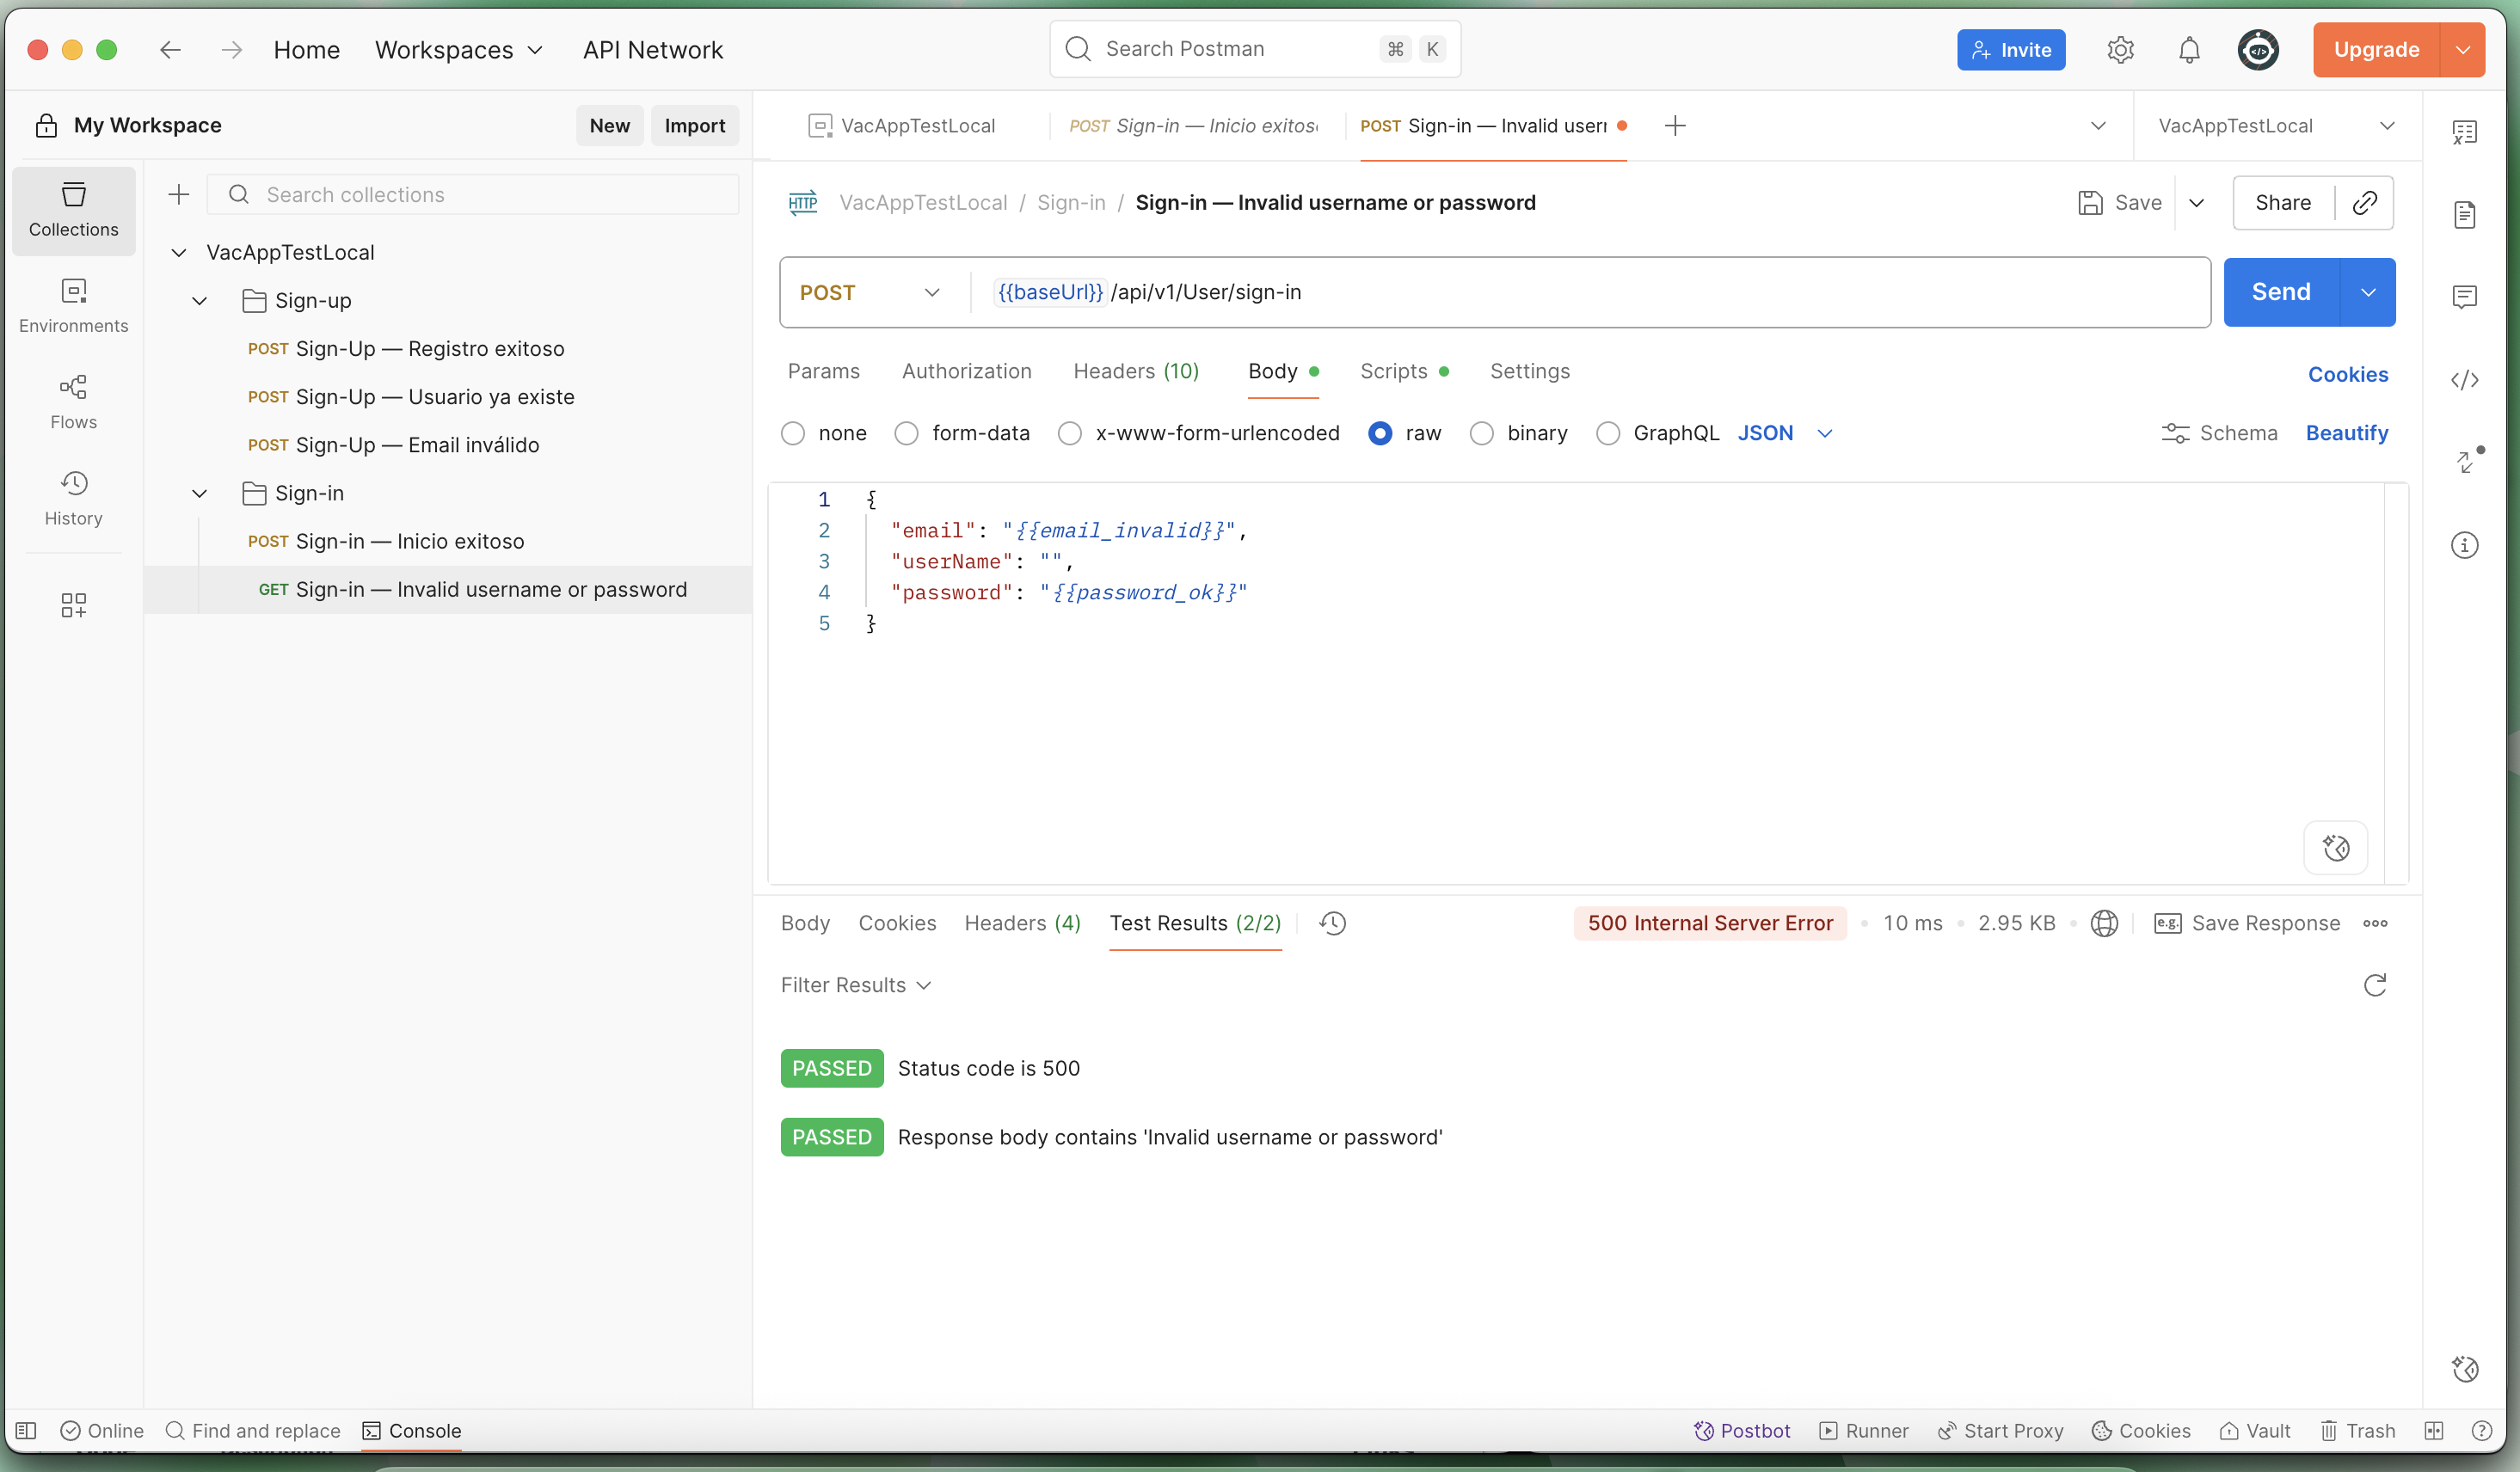 Home Workspaces API Network
Search Postman ⌘ K
Invite
Upgrade
My Workspace New Import
VacAppTestLocal
POST Sign-in — Inicio exitos
POST Sign-in — Invalid user
VacAppTestLocal
Collections
Environments
Flows
History
Search collections
VacAppTestLocal
Sign-up
POST Sign-Up — Registro exitoso
POST Sign-Up — Usuario ya existe
POST Sign-Up — Email inválido
Sign-in
POST Sign-in — Inicio exitoso
GET Sign-in — Invalid username or password
HTTP VacAppTestLocal / Sign-in / Sign-in — Invalid username or password
Save Share
POST {{baseUrl}} /api/v1/User/sign-in
Send
Params Authorization Headers (10) Body Scripts Settings
Cookies
none form-data x-www-form-urlencoded raw binary GraphQL JSON
Schema Beautify
1 {
2 "email": "{{email_invalid}}",
3 "userName": "",
4 "password": "{{password_ok}}"
5 }
Body Cookies Headers (4) Test Results (2/2)
500 Internal Server Error • 10 ms • 2.95 KB • e.g. Save Response
Filter Results
PASSED Status code is 500
PASSED Response body contains 'Invalid username or password'
Online Find and replace Console
Postbot Runner Start Proxy Cookies Vault Trash